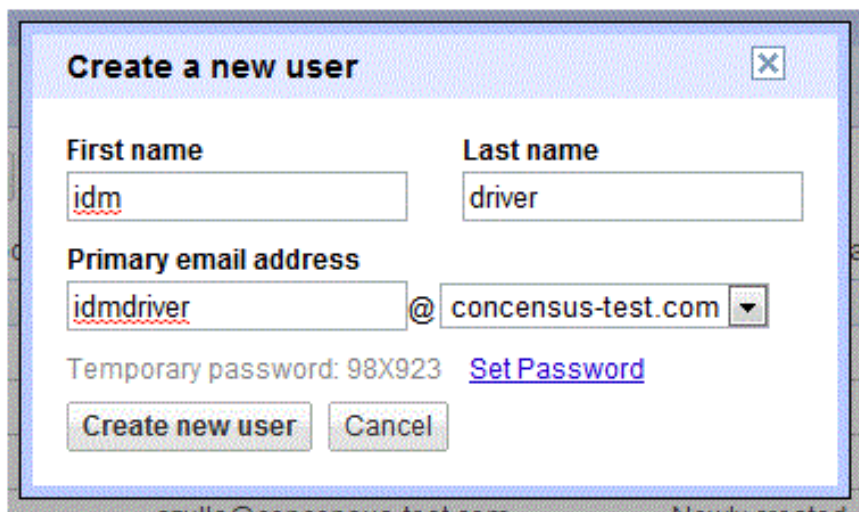 Create a new user
First name Last name
idm driver
Primary email address
idmdriver @ concensus-test.com
Temporary password: 98X923 Set Password
Create new user Cancel